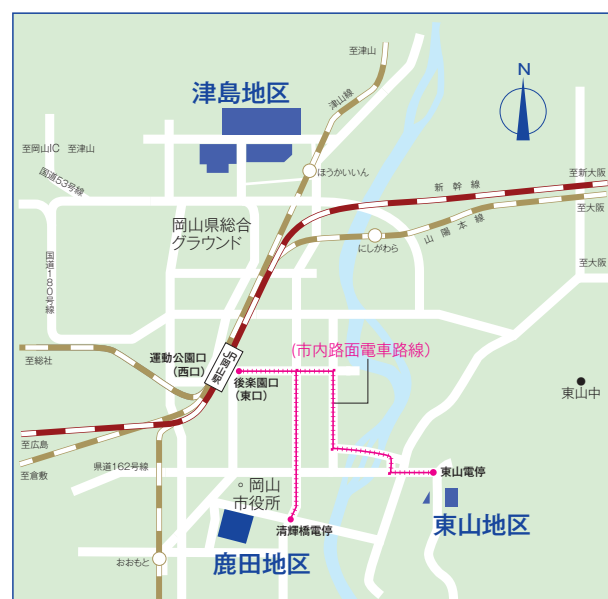 至津山
N
津島地区
津山線
至岡山IC 至津山
国道53号線
ほうかいいん
新幹線
至新大阪
至大阪
岡山県総合
グラウンド
にしがわら
山陽本線
国道180号線
至大阪
(市内路面電車路線)
至総社
運動公園口
(西口)
JR岡山駅
後楽園口
(東口)
東山中
至広島
至倉敷
県道162号線
岡山
市役所
東山電停
清輝橋電停
東山地区
鹿田地区
おおもと